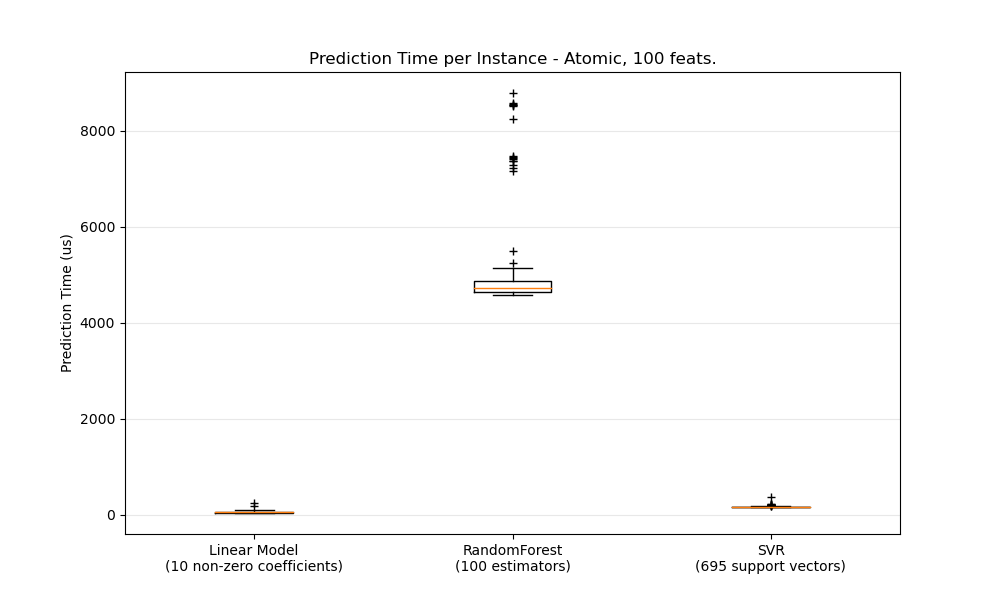 Prediction Time per Instance - Atomic, 100 feats.
Prediction Time (us)
8000
6000
4000
2000
0
Linear Model
(10 non-zero coefficients)
RandomForest
(100 estimators)
SVR
(695 support vectors)